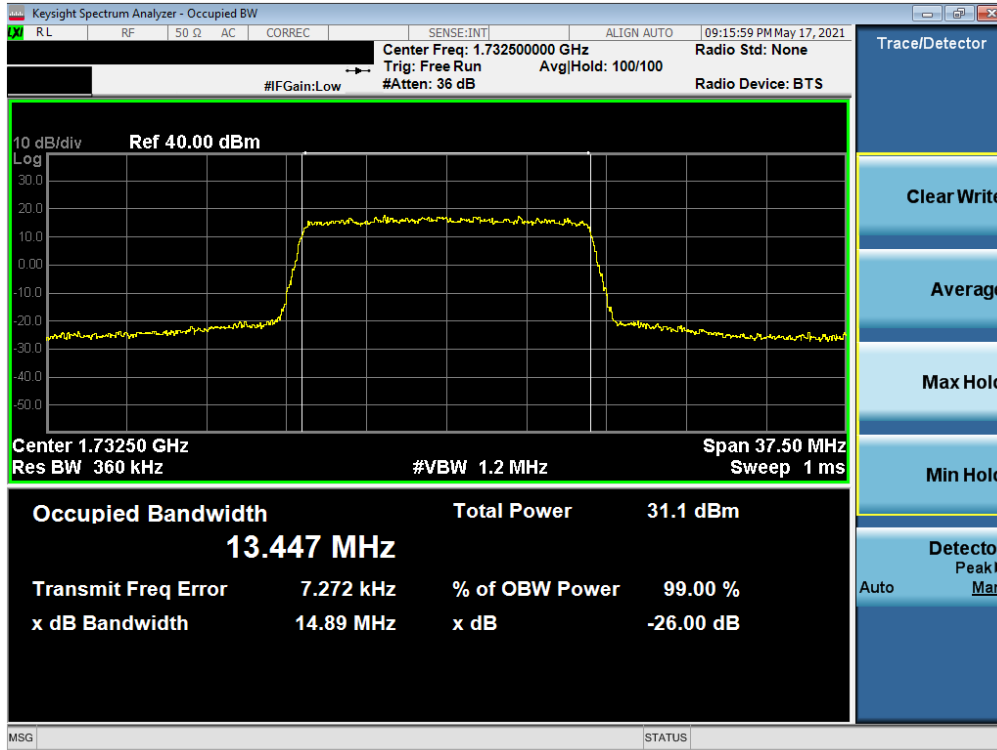 Keysight Spectrum Analyzer - Occupied BW
LXI RL RF 50 Ω AC CORREC SENSE:INT ALIGN AUTO 09:15:59 PM May 17, 2021
Center Freq: 1.732500000 GHz Radio Std: None
Trig: Free Run Avg|Hold: 100/100
#IFGain:Low #Atten: 36 dB Radio Device: BTS
Trace/Detector
10 dB/div Ref 40.00 dBm
Log
30.0
20.0
10.0
0.00
-10.0
-20.0
-30.0
-40.0
-50.0
Clear Write
Average
Max Hold
Min Hold
Center 1.73250 GHz Span 37.50 MHz
Res BW 360 kHz #VBW 1.2 MHz Sweep 1 ms
Occupied Bandwidth Total Power 31.1 dBm
13.447 MHz
Transmit Freq Error 7.272 kHz % of OBW Power 99.00 %
x dB Bandwidth 14.89 MHz x dB -26.00 dB
Detector
Peak
Auto Man
MSG STATUS